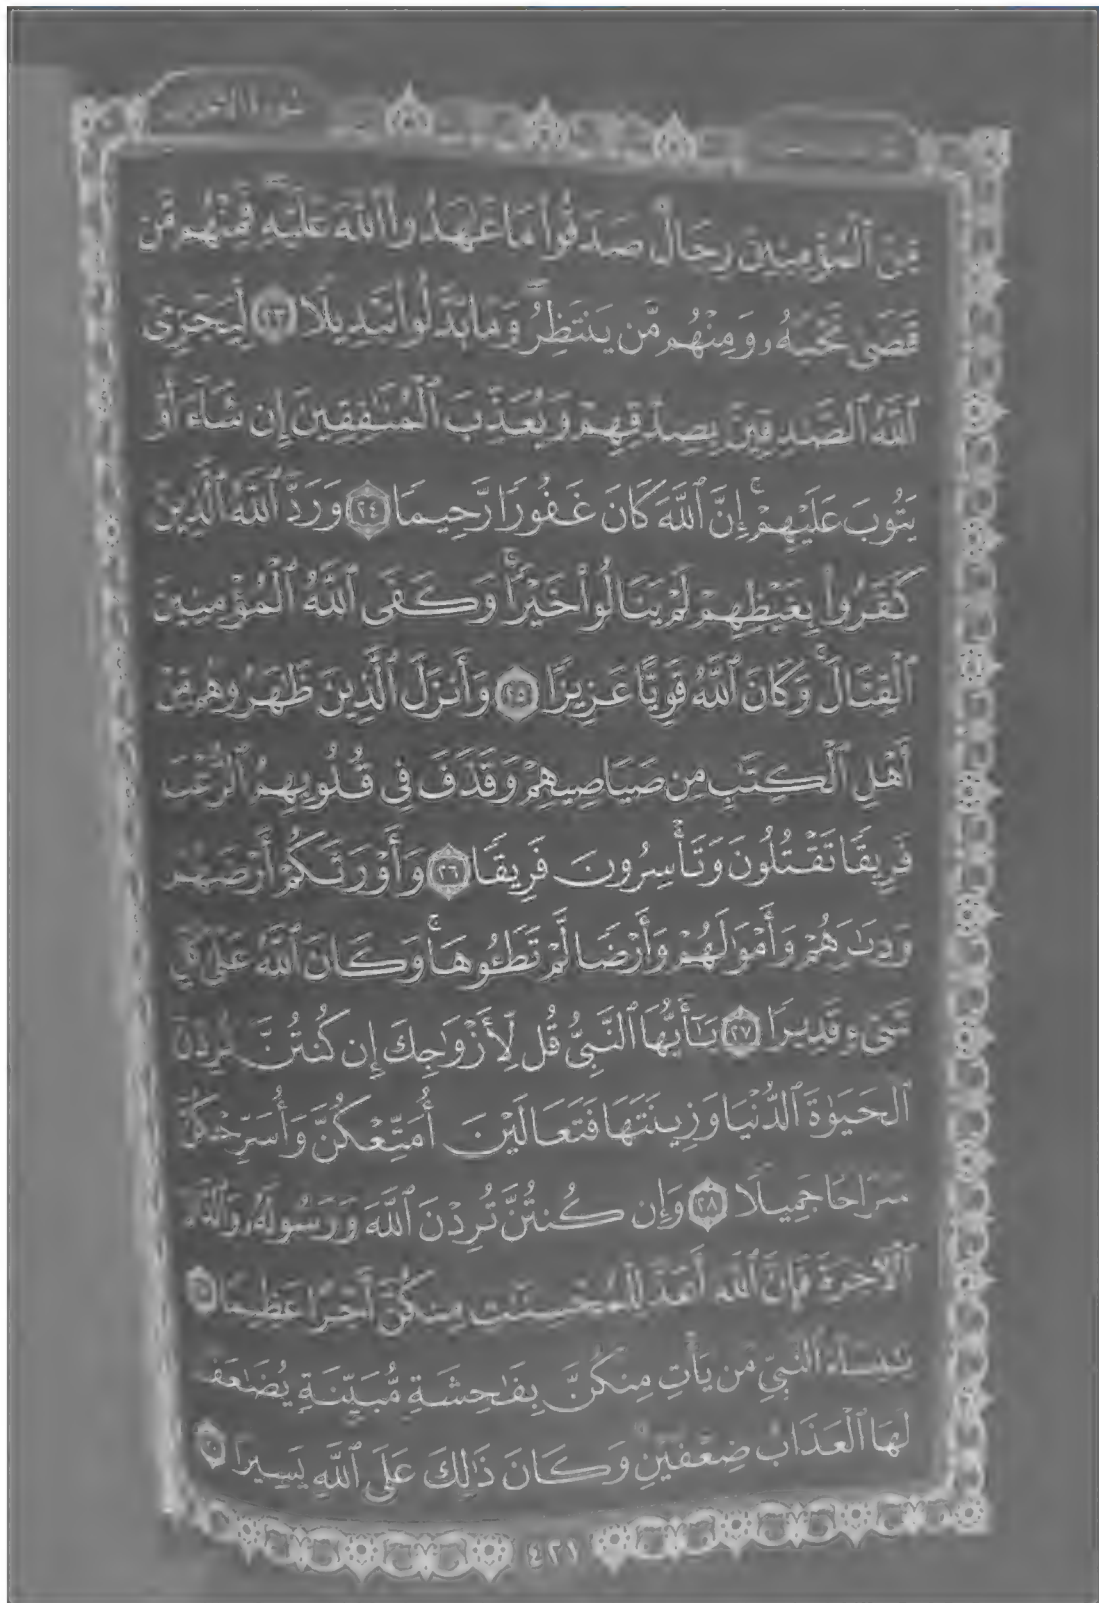 سورة الأحزاب
مِّنَ ٱلْمُؤْمِنِينَ رِجَالٌ صَدَقُوا۟ مَا عَٰهَدُوا۟ ٱللَّهَ عَلَيْهِ فَمِنْهُم مَّن
قَضَىٰ نَحْبَهُۥ وَمِنْهُم مَّن يَنتَظِرُ وَمَا بَدَّلُوا۟ تَبْدِيلًا ٢٣ لِّيَجْزِىَ
ٱللَّهُ ٱلصَّٰدِقِينَ بِصِدْقِهِمْ وَيُعَذِّبَ ٱلْمُنَٰفِقِينَ إِن شَآءَ أَوْ
يَتُوبَ عَلَيْهِمْ ۚ إِنَّ ٱللَّهَ كَانَ غَفُورًا رَّحِيمًا ٢٤ وَرَدَّ ٱللَّهُ ٱلَّذِينَ
كَفَرُوا۟ بِغَيْظِهِمْ لَمْ يَنَالُوا۟ خَيْرًا ۚ وَكَفَى ٱللَّهُ ٱلْمُؤْمِنِينَ
ٱلْقِتَالَ ۚ وَكَانَ ٱللَّهُ قَوِيًّا عَزِيزًا ٢٥ وَأَنزَلَ ٱلَّذِينَ ظَٰهَرُوهُم مِّنْ
أَهْلِ ٱلْكِتَٰبِ مِن صَيَاصِيهِمْ وَقَذَفَ فِى قُلُوبِهِمُ ٱلرُّعْبَ
فَرِيقًا تَقْتُلُونَ وَتَأْسِرُونَ فَرِيقًا ٢٦ وَأَوْرَثَكُمْ أَرْضَهُمْ
وَدِيَٰرَهُمْ وَأَمْوَٰلَهُمْ وَأَرْضًا لَّمْ تَطَـُٔوهَا ۚ وَكَانَ ٱللَّهُ عَلَىٰ كُلِّ
شَىْءٍ قَدِيرًا ٢٧ يَٰٓأَيُّهَا ٱلنَّبِىُّ قُل لِّأَزْوَٰجِكَ إِن كُنتُنَّ تُرِدْنَ
ٱلْحَيَوٰةَ ٱلدُّنْيَا وَزِينَتَهَا فَتَعَالَيْنَ أُمَتِّعْكُنَّ وَأُسَرِّحْكُنَّ
سَرَاحًا جَمِيلًا ٢٨ وَإِن كُنتُنَّ تُرِدْنَ ٱللَّهَ وَرَسُولَهُۥ وَٱلدَّارَ
ٱلْءَاخِرَةَ فَإِنَّ ٱللَّهَ أَعَدَّ لِلْمُحْسِنَٰتِ مِنكُنَّ أَجْرًا عَظِيمًا ٢٩
يَٰنِسَآءَ ٱلنَّبِىِّ مَن يَأْتِ مِنكُنَّ بِفَٰحِشَةٍ مُّبَيِّنَةٍ يُضَٰعَفْ
لَهَا ٱلْعَذَابُ ضِعْفَيْنِ ۚ وَكَانَ ذَٰلِكَ عَلَى ٱللَّهِ يَسِيرًا ٣٠
٤٢١